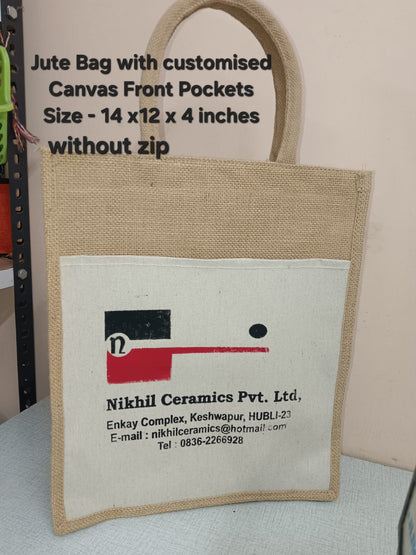 Jute Bag with customised
Canvas Front Pockets
Size - 14 x12 x 4 inches
without zip
n
Nikhil Ceramics Pvt. Ltd,
Enkay Complex, Keshwapur, HUBLI-23
E-mail : nikhilceramics@hotmail.com
Tel : 0836-2266928